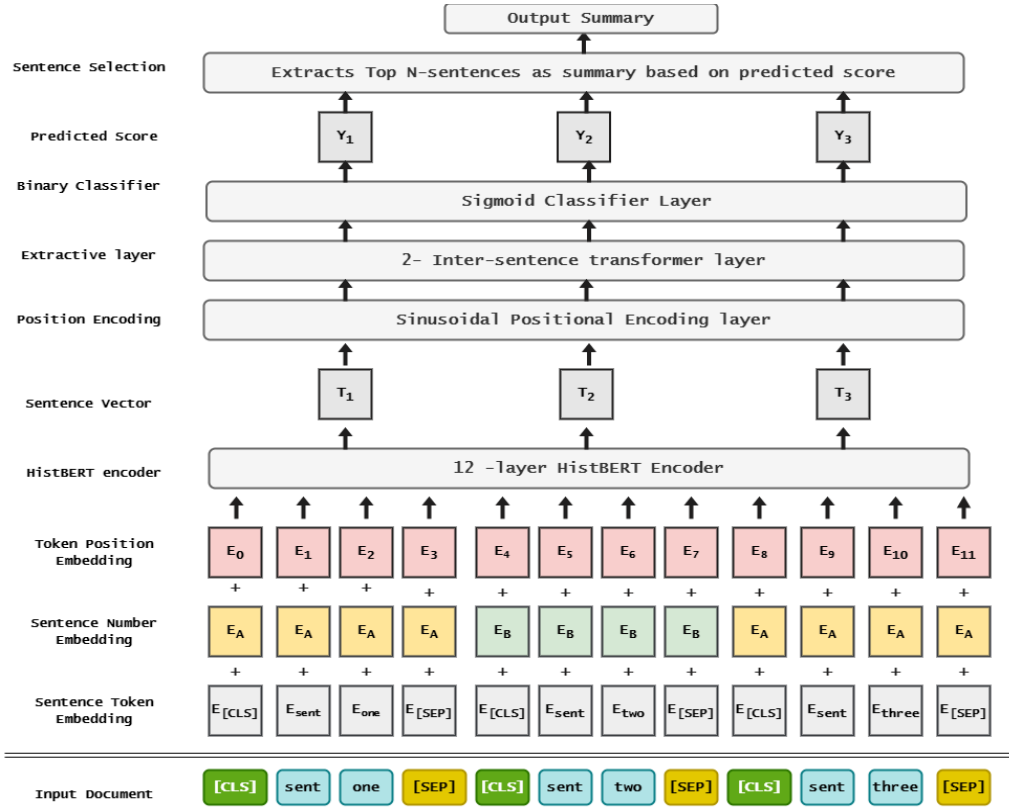 Output Summary
Sentence Selection
Extracts Top N-sentences as summary based on predicted score
Predicted Score
Y1 Y2 Y3
Binary Classifier
Sigmoid Classifier Layer
Extractive layer
2- Inter-sentence transformer layer
Position Encoding
Sinusoidal Positional Encoding layer
Sentence Vector
T1 T2 T3
HistBERT encoder
12 -layer HistBERT Encoder
Token Position
Embedding
E0 E1 E2 E3 E4 E5 E6 E7 E8 E9 E10 E11
+ + + + + + + + + + + +
Sentence Number
Embedding
EA EA EA EA EB EB EB EB EA EA EA EA
+ + + + + + + + + + + +
Sentence Token
Embedding
E[CLS] Esent Eone E[SEP] E[CLS] Esent Etwo E[SEP] E[CLS] Esent Ethree E[SEP]
Input Document
[CLS] sent one [SEP] [CLS] sent two [SEP] [CLS] sent three [SEP]